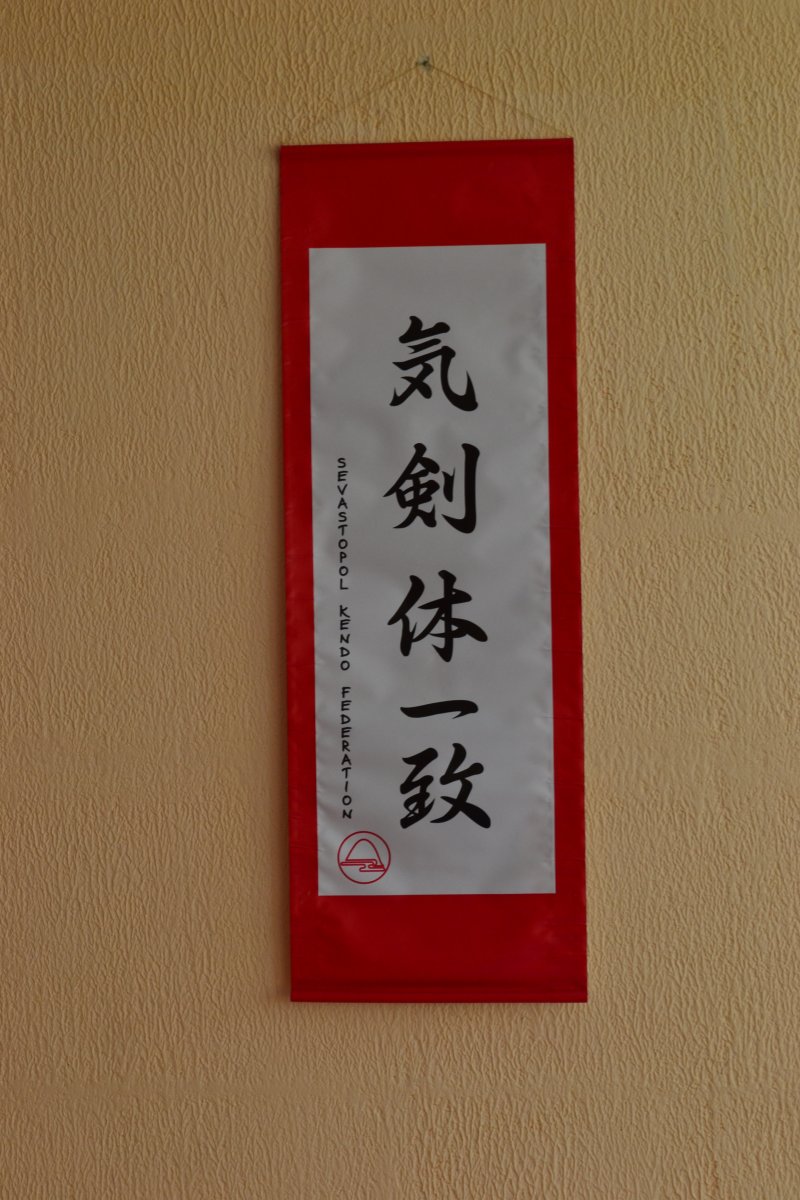 気剣体一致
SEVASTOPOL KENDO FEDERATION